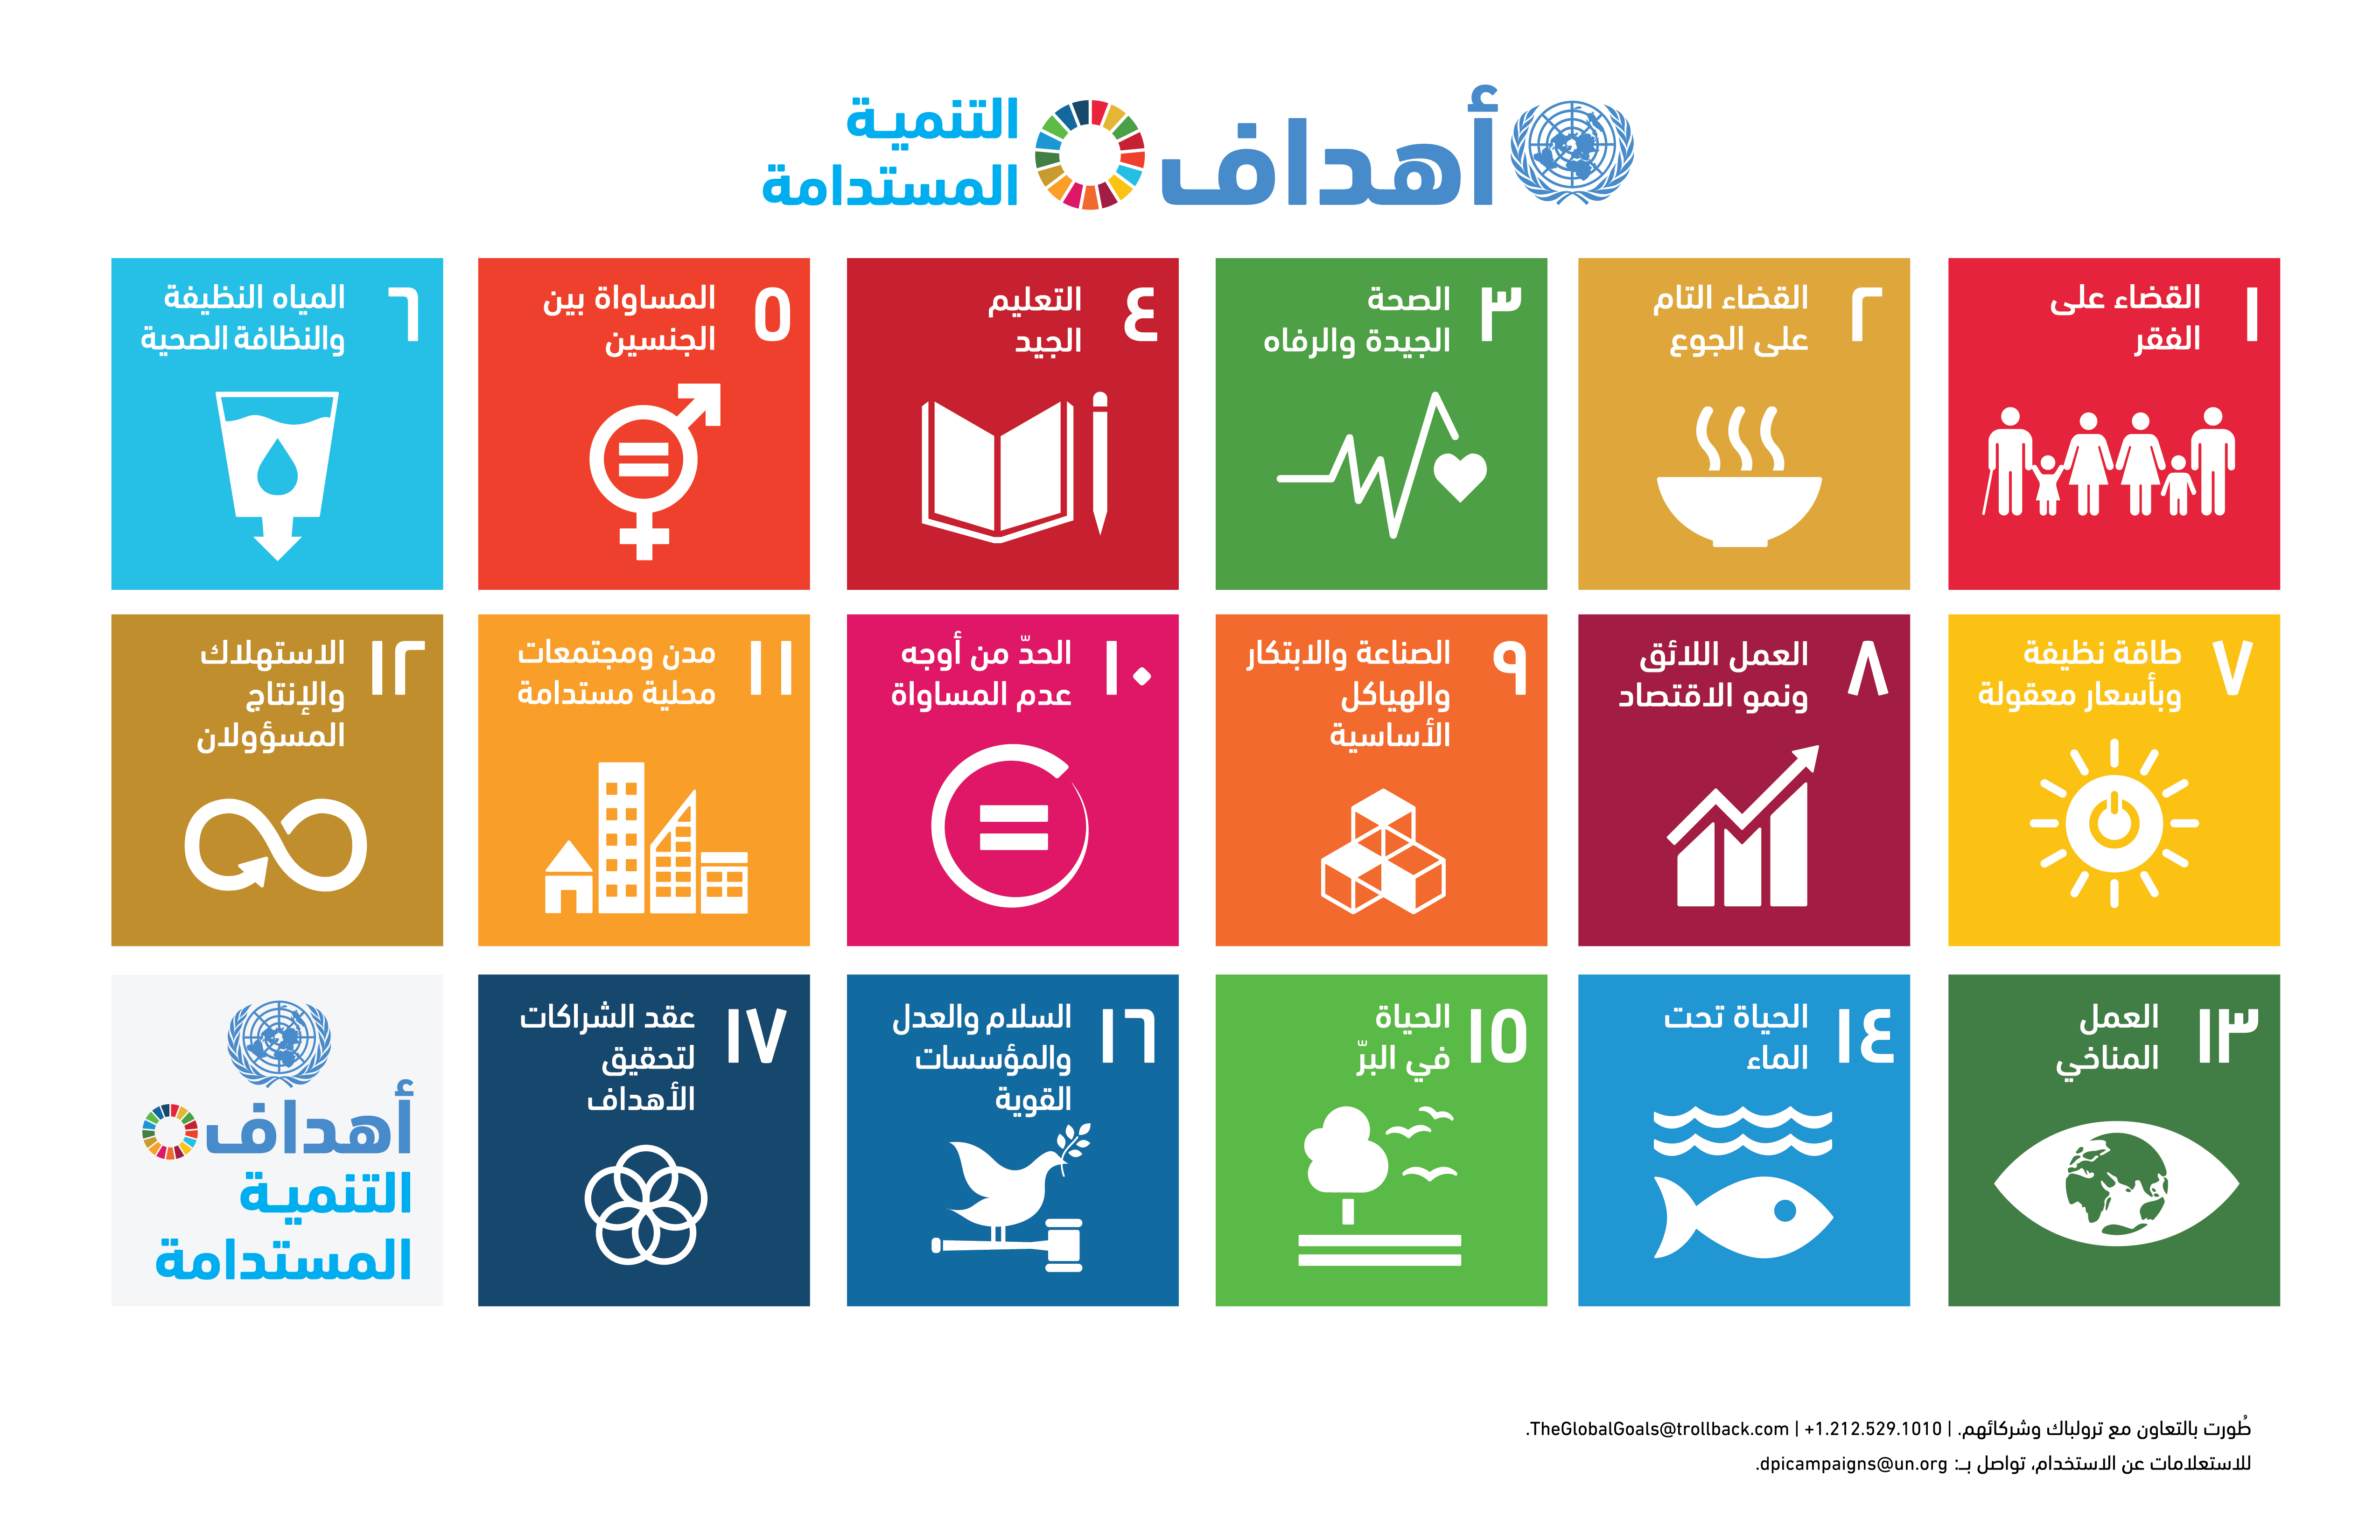 أهداف
التنمية
المستدامة
١
القضاء على
الفقر
٢
القضاء التام
على الجوع
٣
الصحة
الجيدة والرفاه
٤
التعليم
الجيد
٥
المساواة بين
الجنسين
٦
المياه النظيفة
والنظافة الصحية
٧
طاقة نظيفة
وبأسعار معقولة
٨
العمل اللائق
ونمو الاقتصاد
٩
الصناعة والابتكار
والهياكل
الأساسية
١٠
الحدّ من أوجه
عدم المساواة
١١
مدن ومجتمعات
محلية مستدامة
١٢
الاستهلاك
والإنتاج
المسؤولان
١٣
العمل
المناخي
١٤
الحياة تحت
الماء
١٥
الحياة
في البرّ
١٦
السلام والعدل
والمؤسسات
القوية
١٧
عقد الشراكات
لتحقيق
الأهداف
أهداف
التنمية
المستدامة
طُورت بالتعاون مع ترولباك وشركائهم. | TheGlobalGoals@trollback.com | +1.212.529.1010.
للاستعلامات عن الاستخدام، تواصل بـ: dpicampaigns@un.org.